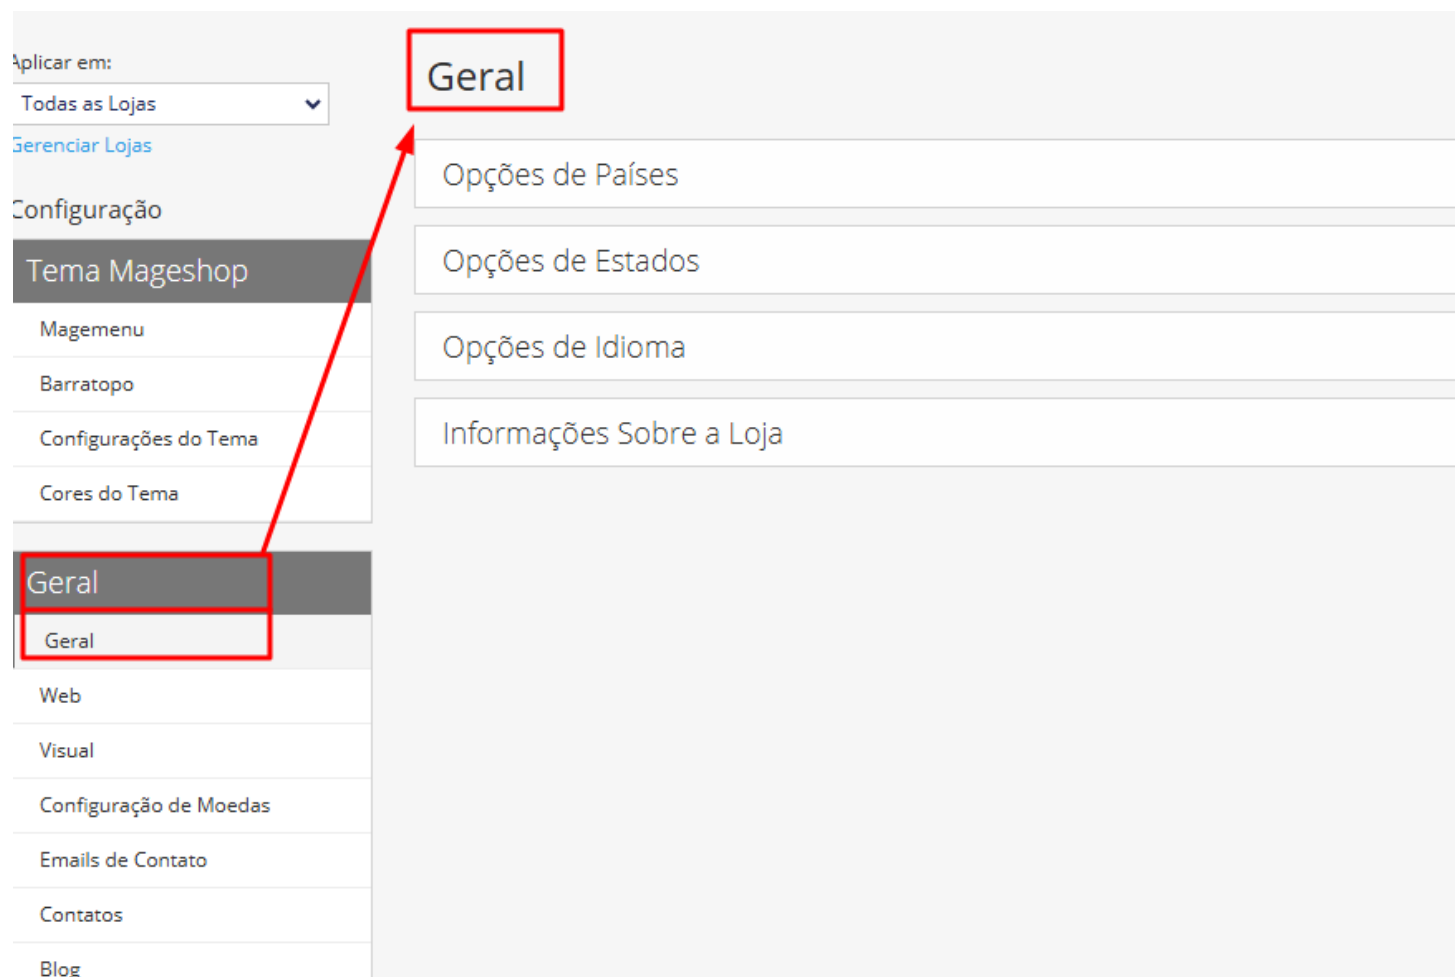 Aplicar em:
Todas as Lojas
Gerenciar Lojas
Configuração
Tema Mageshop
Magemenu
Barratopo
Configurações do Tema
Cores do Tema
Geral
Geral
Web
Visual
Configuração de Moedas
Emails de Contato
Contatos
Blog
Geral
Opções de Países
Opções de Estados
Opções de Idioma
Informações Sobre a Loja